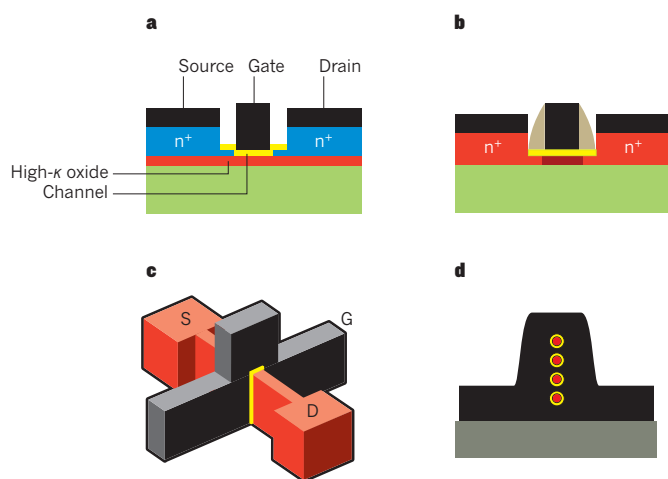 a
Source Gate Drain
n⁺ n⁺
High-κ oxide
Channel
b
n⁺ n⁺
c
S
G
D
d